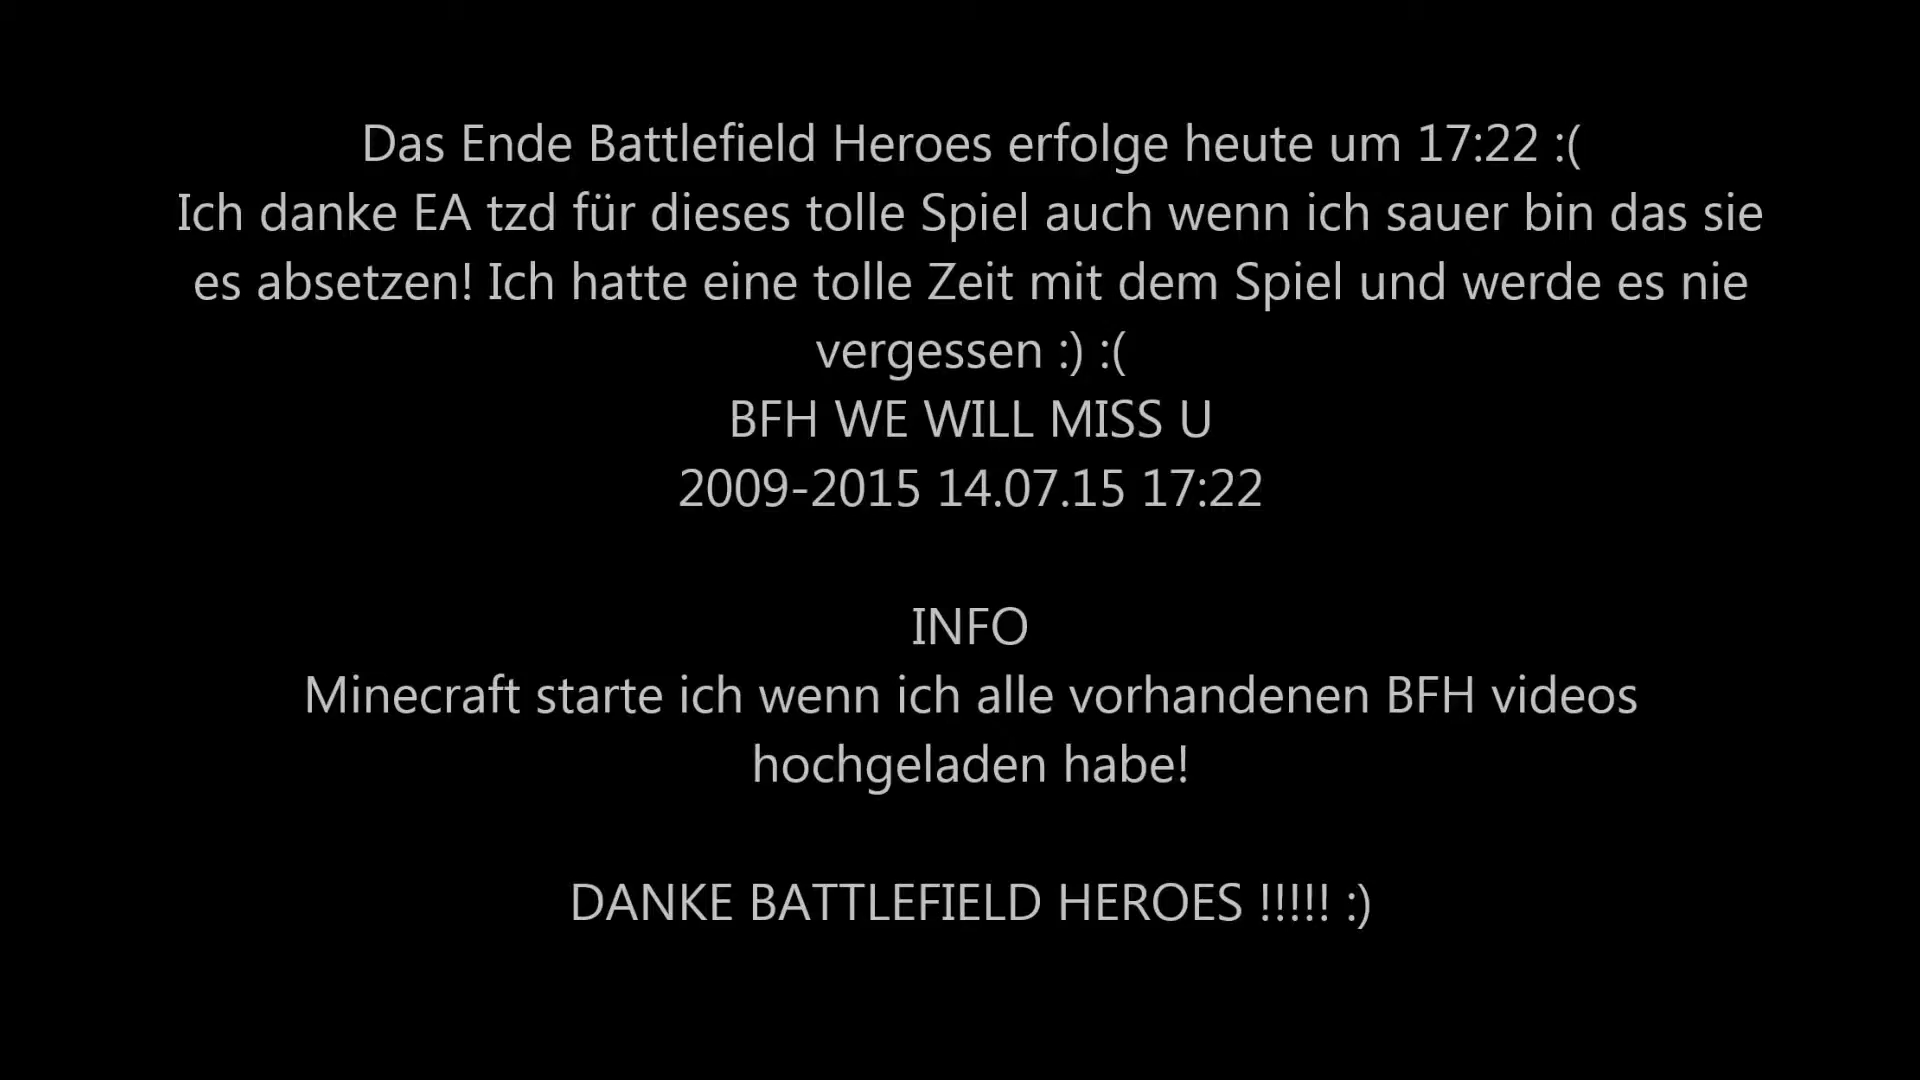 Das Ende Battlefield Heroes erfolge heute um 17:22 :(
Ich danke EA tzd für dieses tolle Spiel auch wenn ich sauer bin das sie
es absetzen! Ich hatte eine tolle Zeit mit dem Spiel und werde es nie
vergessen :) :(
BFH WE WILL MISS U
2009-2015 14.07.15 17:22
INFO
Minecraft starte ich wenn ich alle vorhandenen BFH videos
hochgeladen habe!
DANKE BATTLEFIELD HEROES !!!!! :)